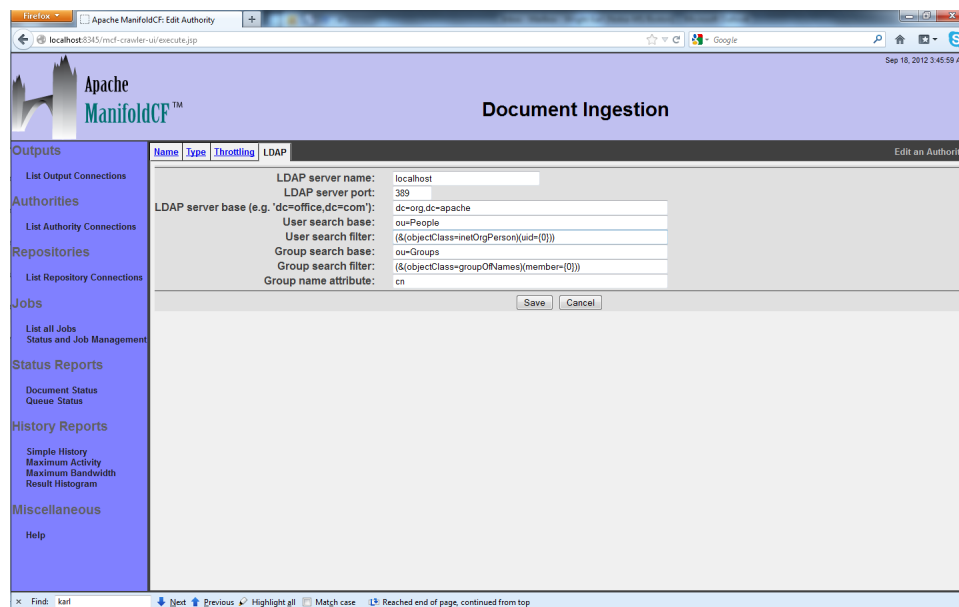 Firefox
Apache ManifoldCF: Edit Authority
+
localhost:8345/mcf-crawler-ui/execute.jsp
Google
Sep 18, 2012 3:45:59 A
Apache
ManifoldCF™
Document Ingestion
Outputs
List Output Connections
Authorities
List Authority Connections
Repositories
List Repository Connections
Jobs
List all Jobs
Status and Job Management
Status Reports
Document Status
Queue Status
History Reports
Simple History
Maximum Activity
Maximum Bandwidth
Result Histogram
Miscellaneous
Help
Name Type Throttling LDAP
Edit an Authorit
LDAP server name: localhost
LDAP server port: 389
LDAP server base (e.g. 'dc=office,dc=com'): dc=org,dc=apache
User search base: ou=People
User search filter: (&(objectClass=inetOrgPerson)(uid={0}))
Group search base: ou=Groups
Group search filter: (&(objectClass=groupOfNames)(member={0}))
Group name attribute: cn
Save Cancel
× Find: karl Next Previous Highlight all Match case Reached end of page, continued from top